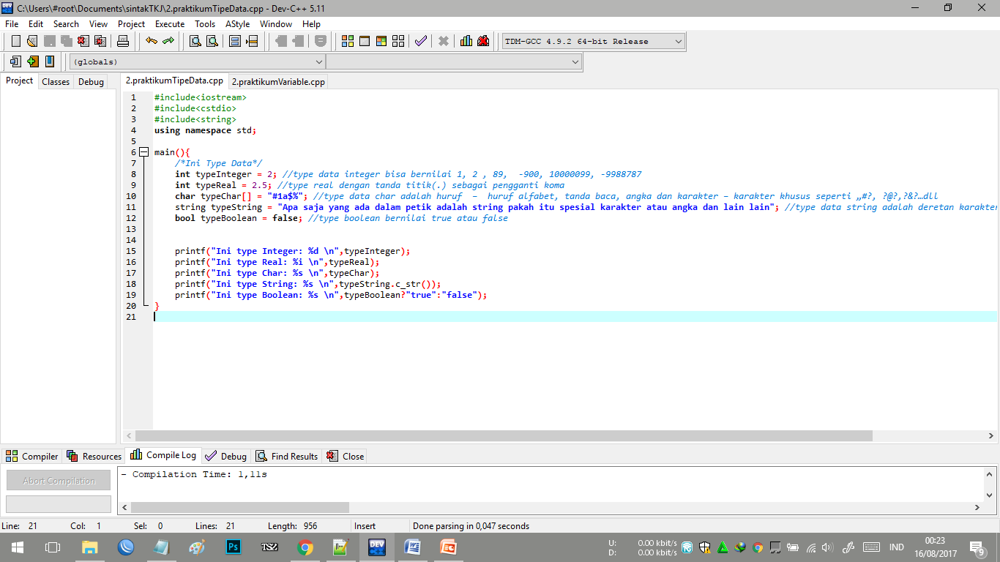 C:\Users\#root\Documents\sintakTKJ\2.praktikumTipeData.cpp - Dev-C++ 5.11
File Edit Search View Project Execute Tools AStyle Window Help
TDM-GCC 4.9.2 64-bit Release
(globals)
Project Classes Debug 2.praktikumTipeData.cpp 2.praktikumVariable.cpp
1 #include<iostream>
2 #include<cstdio>
3 #include<string>
4 using namespace std;
5
6 main(){
7 /*Ini Type Data*/
8 int typeInteger = 2; //type data integer bisa bernilai 1, 2 , 89, -900, 10000099, -9988787
9 int typeReal = 2.5; //type real dengan tanda titik(.) sebagai pengganti koma
10 char typeChar[] = "#1a$%"; //type data char adalah huruf – huruf alfabet, tanda baca, angka dan karakter – karakter khusus seperti „#?, ?@?,?&?…dll
11 string typeString = "Apa saja yang ada dalam petik adalah string pakah itu spesial karakter atau angka dan lain lain"; //type data string adalah deretan karakter
12 bool typeBoolean = false; //type boolean bernilai true atau false
13
14
15 printf("Ini type Integer: %d \n",typeInteger);
16 printf("Ini type Real: %i \n",typeReal);
17 printf("Ini type Char: %s \n",typeChar);
18 printf("Ini type String: %s \n",typeString.c_str());
19 printf("Ini type Boolean: %s \n",typeBoolean?"true":"false");
20 }
21
Compiler Resources Compile Log Debug Find Results Close
Abort Compilation
- Compilation Time: 1,11s
Line: 21 Col: 1 Sel: 0 Lines: 21 Length: 956 Insert Done parsing in 0,047 seconds
U: 0.00 kbit/s
D: 0.00 kbit/s
IND
00:23
16/08/2017
9